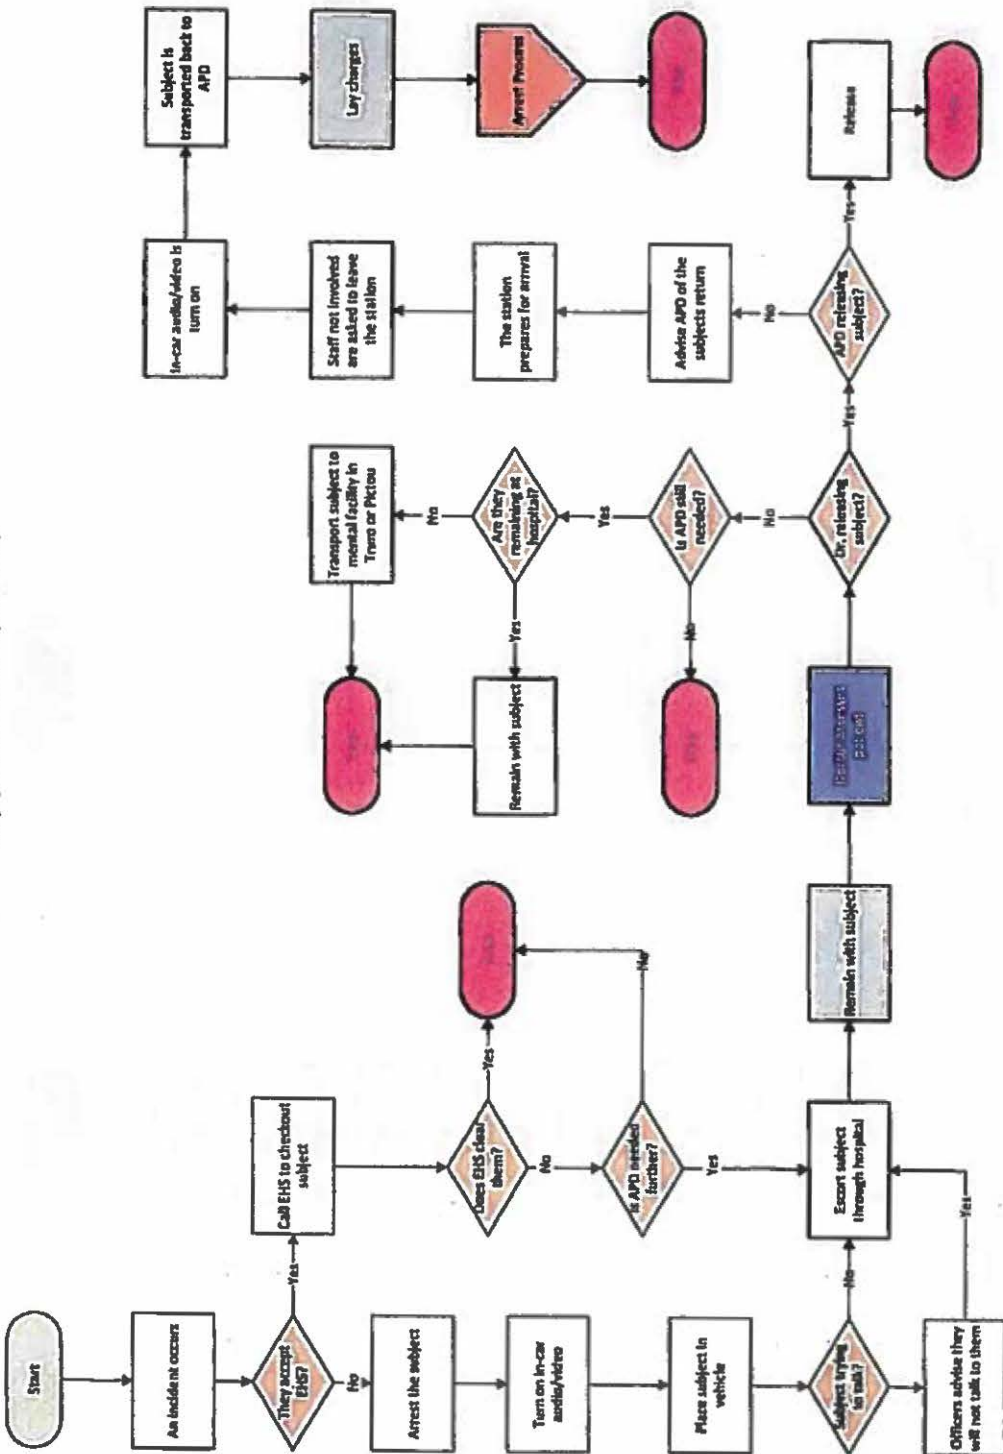 Start
An incident occurs
They accept
EHS?
Yes
No
Call EHS to checkout
subject
Does EHS clear
them?
Yes
No
Is APD needed
further?
No
Yes
Arrest the subject
Turn on in-car
audio/video
Place subject in
vehicle
Subject trying
to talk?
No
Officers advise they
will not talk to them
Yes
Escort subject
through hospital
Remain with subject
Dr. releasing
subject?
No
Yes
Is APD still
needed?
No
Yes
Are they
remaining at
hospital?
Yes
No
Remain with subject
Transport subject to
mental facility in
Truro or Pictou
APD releasing
subject?
No
Yes
Release
Advise APD of the
subjects return
The station
prepares for arrival
Staff not involved
are asked to leave
the station
In-car audio/video is
turn on
Subject is
transported back to
APD
Lay charges
Arrest Process